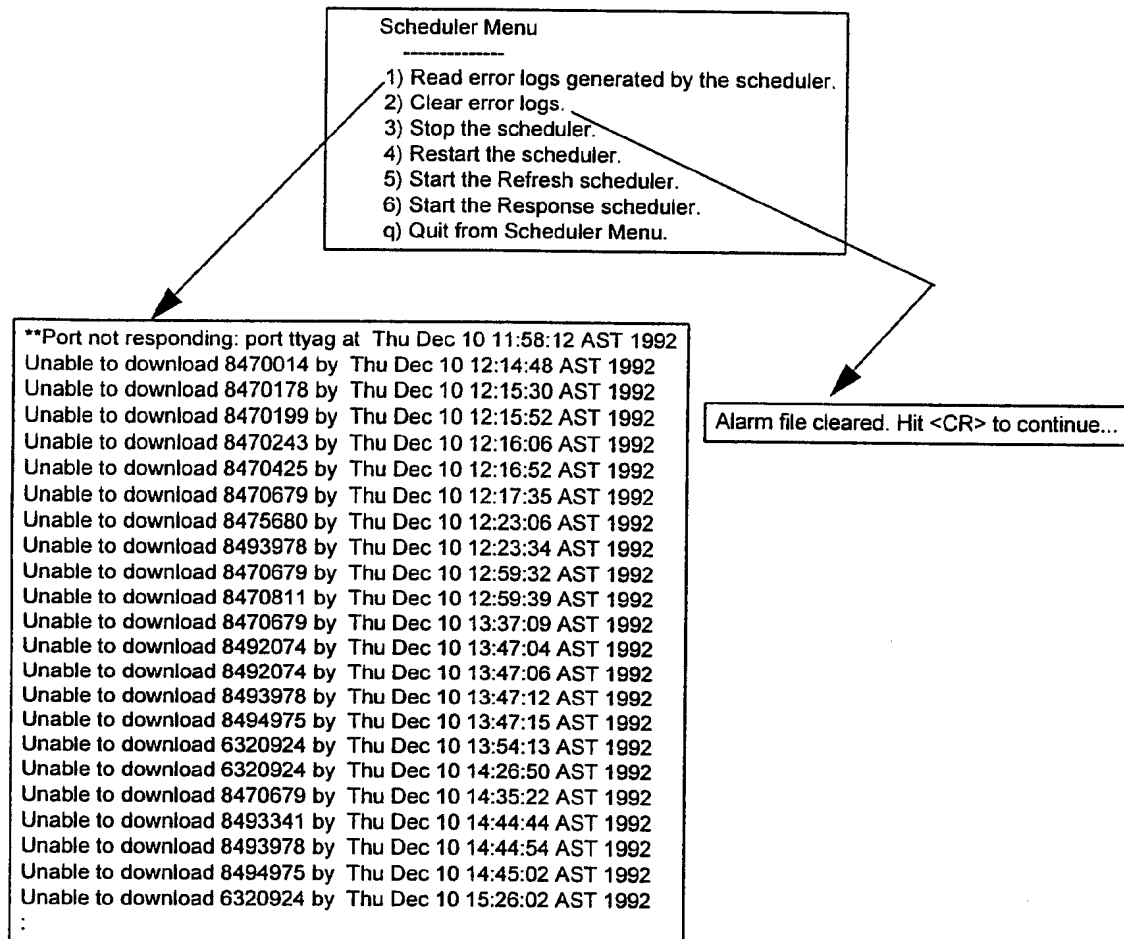 Scheduler Menu
--------------
1) Read error logs generated by the scheduler.
2) Clear error logs.
3) Stop the scheduler.
4) Restart the scheduler.
5) Start the Refresh scheduler.
6) Start the Response scheduler.
q) Quit from Scheduler Menu.
**Port not responding: port ttyag at Thu Dec 10 11:58:12 AST 1992
Unable to download 8470014 by Thu Dec 10 12:14:48 AST 1992
Unable to download 8470178 by Thu Dec 10 12:15:30 AST 1992
Unable to download 8470199 by Thu Dec 10 12:15:52 AST 1992
Unable to download 8470243 by Thu Dec 10 12:16:06 AST 1992
Unable to download 8470425 by Thu Dec 10 12:16:52 AST 1992
Unable to download 8470679 by Thu Dec 10 12:17:35 AST 1992
Unable to download 8475680 by Thu Dec 10 12:23:06 AST 1992
Unable to download 8493978 by Thu Dec 10 12:23:34 AST 1992
Unable to download 8470679 by Thu Dec 10 12:59:32 AST 1992
Unable to download 8470811 by Thu Dec 10 12:59:39 AST 1992
Unable to download 8470679 by Thu Dec 10 13:37:09 AST 1992
Unable to download 8492074 by Thu Dec 10 13:47:04 AST 1992
Unable to download 8492074 by Thu Dec 10 13:47:06 AST 1992
Unable to download 8493978 by Thu Dec 10 13:47:12 AST 1992
Unable to download 8494975 by Thu Dec 10 13:47:15 AST 1992
Unable to download 6320924 by Thu Dec 10 13:54:13 AST 1992
Unable to download 6320924 by Thu Dec 10 14:26:50 AST 1992
Unable to download 8470679 by Thu Dec 10 14:35:22 AST 1992
Unable to download 8493341 by Thu Dec 10 14:44:44 AST 1992
Unable to download 8493978 by Thu Dec 10 14:44:54 AST 1992
Unable to download 8494975 by Thu Dec 10 14:45:02 AST 1992
Unable to download 6320924 by Thu Dec 10 15:26:02 AST 1992
:
Alarm file cleared. Hit <CR> to continue...